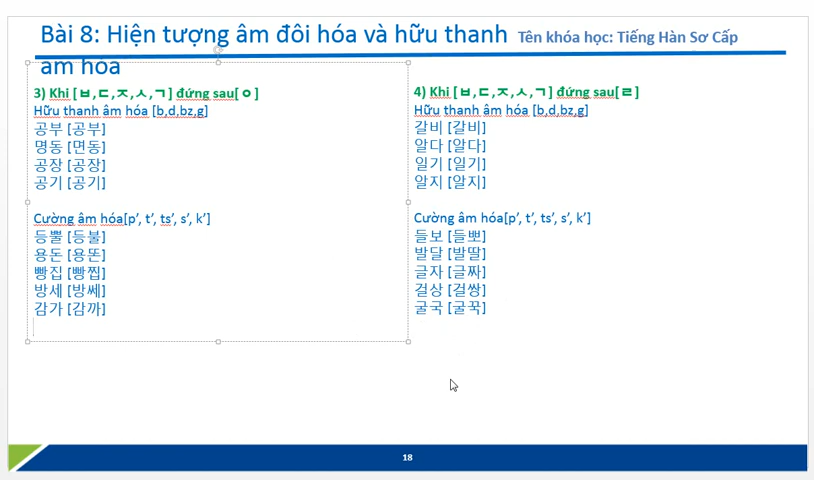 Bài 8: Hiện tượng âm đôi hóa và hữu thanh
âm hóa
Tên khóa học: Tiếng Hàn Sơ Cấp
3) Khi [ㅂ,ㄷ,ㅈ,ㅅ,ㄱ] đứng sau[ㅇ]
Hữu thanh âm hóa [b,d,bz,g]
공부 [공부]
명동 [면동]
공장 [공장]
공기 [공기]
Cường âm hóa[p’, t’, ts’, s’, k’]
등뿔 [등불]
용돈 [용똔]
빵집 [빵찝]
방세 [방쎄]
감가 [감까]
4) Khi [ㅂ,ㄷ,ㅈ,ㅅ,ㄱ] đứng sau[ㄹ]
Hữu thanh âm hóa [b,d,bz,g]
갈비 [갈비]
알다 [알다]
일기 [일기]
알지 [알지]
Cường âm hóa[p’, t’, ts’, s’, k’]
들보 [들뽀]
발달 [발딸]
글자 [글짜]
걸상 [걸쌍]
굴국 [굴꾹]
18